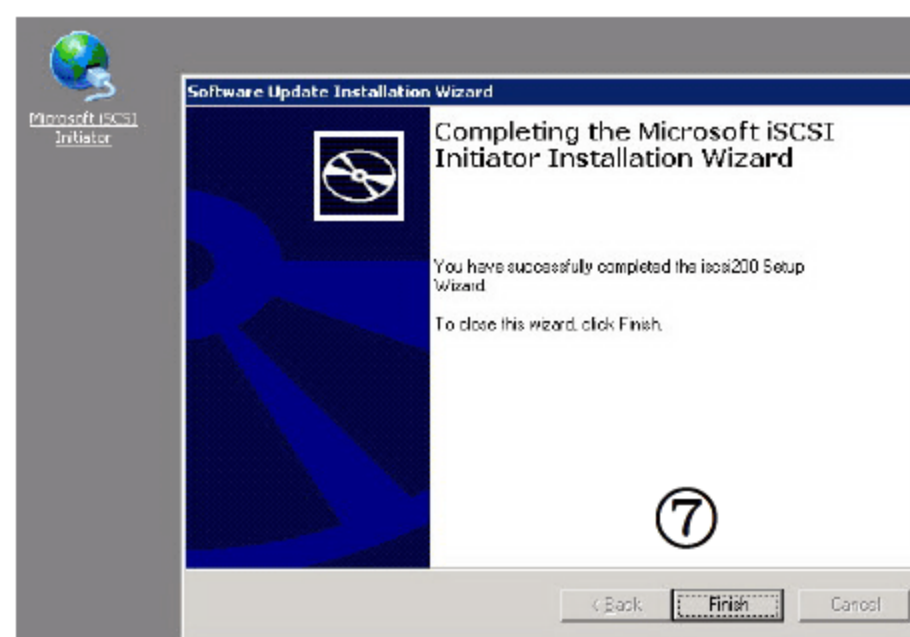 Microsoft iSCSI
Initiator
Software Update Installation Wizard
Completing the Microsoft iSCSI
Initiator Installation Wizard
You have successfully completed the iscsi200 Setup
Wizard.
To close this wizard, click Finish.
⑦
< Back
Finish
Cancel